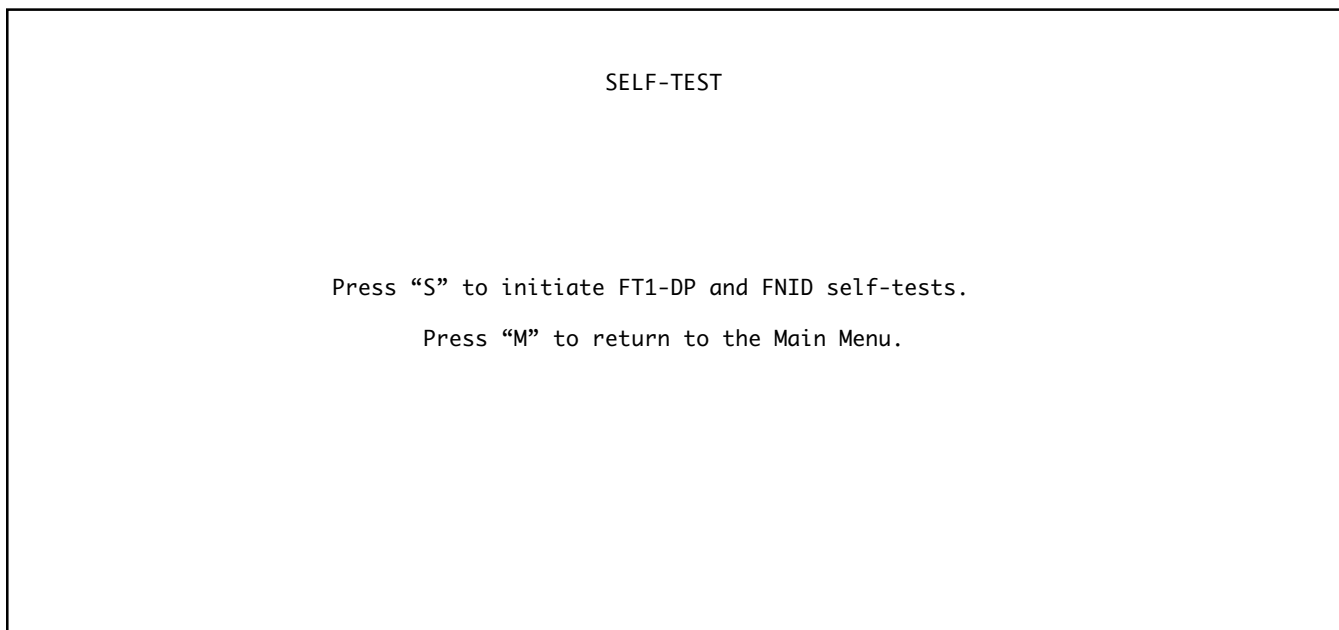 SELF-TEST
Press “S” to initiate FT1-DP and FNID self-tests.
Press “M” to return to the Main Menu.